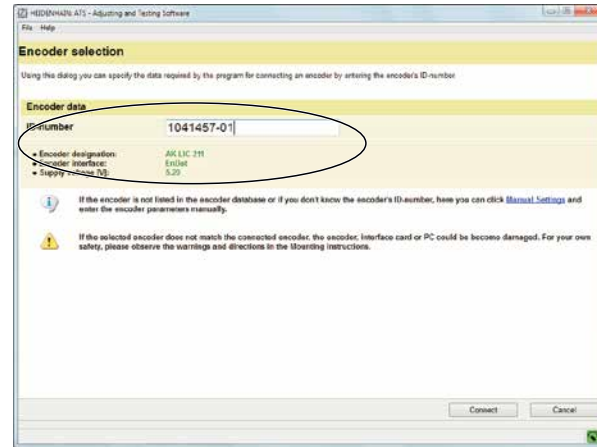 HEIDENHAIN ATS - Adjusting and Testing Software
File Help
Encoder selection
Using this dialog you can specify the data required by the program for connecting an encoder by entering the encoder's ID-number.
Encoder data
ID-number 1041457-01
• Encoder designation: AK LIC 211
• Encoder interface: EnDat
• Supply voltage [V]: 5.20
If the encoder is not listed in the encoder database or if you don't know the encoder's ID-number, here you can click Manual Settings and
enter the encoder parameters manually.
If the selected encoder does not match the connected encoder, the encoder, interface card or PC could be become damaged. For your own
safety, please observe the warnings and directions in the Mounting Instructions.
Connect Cancel